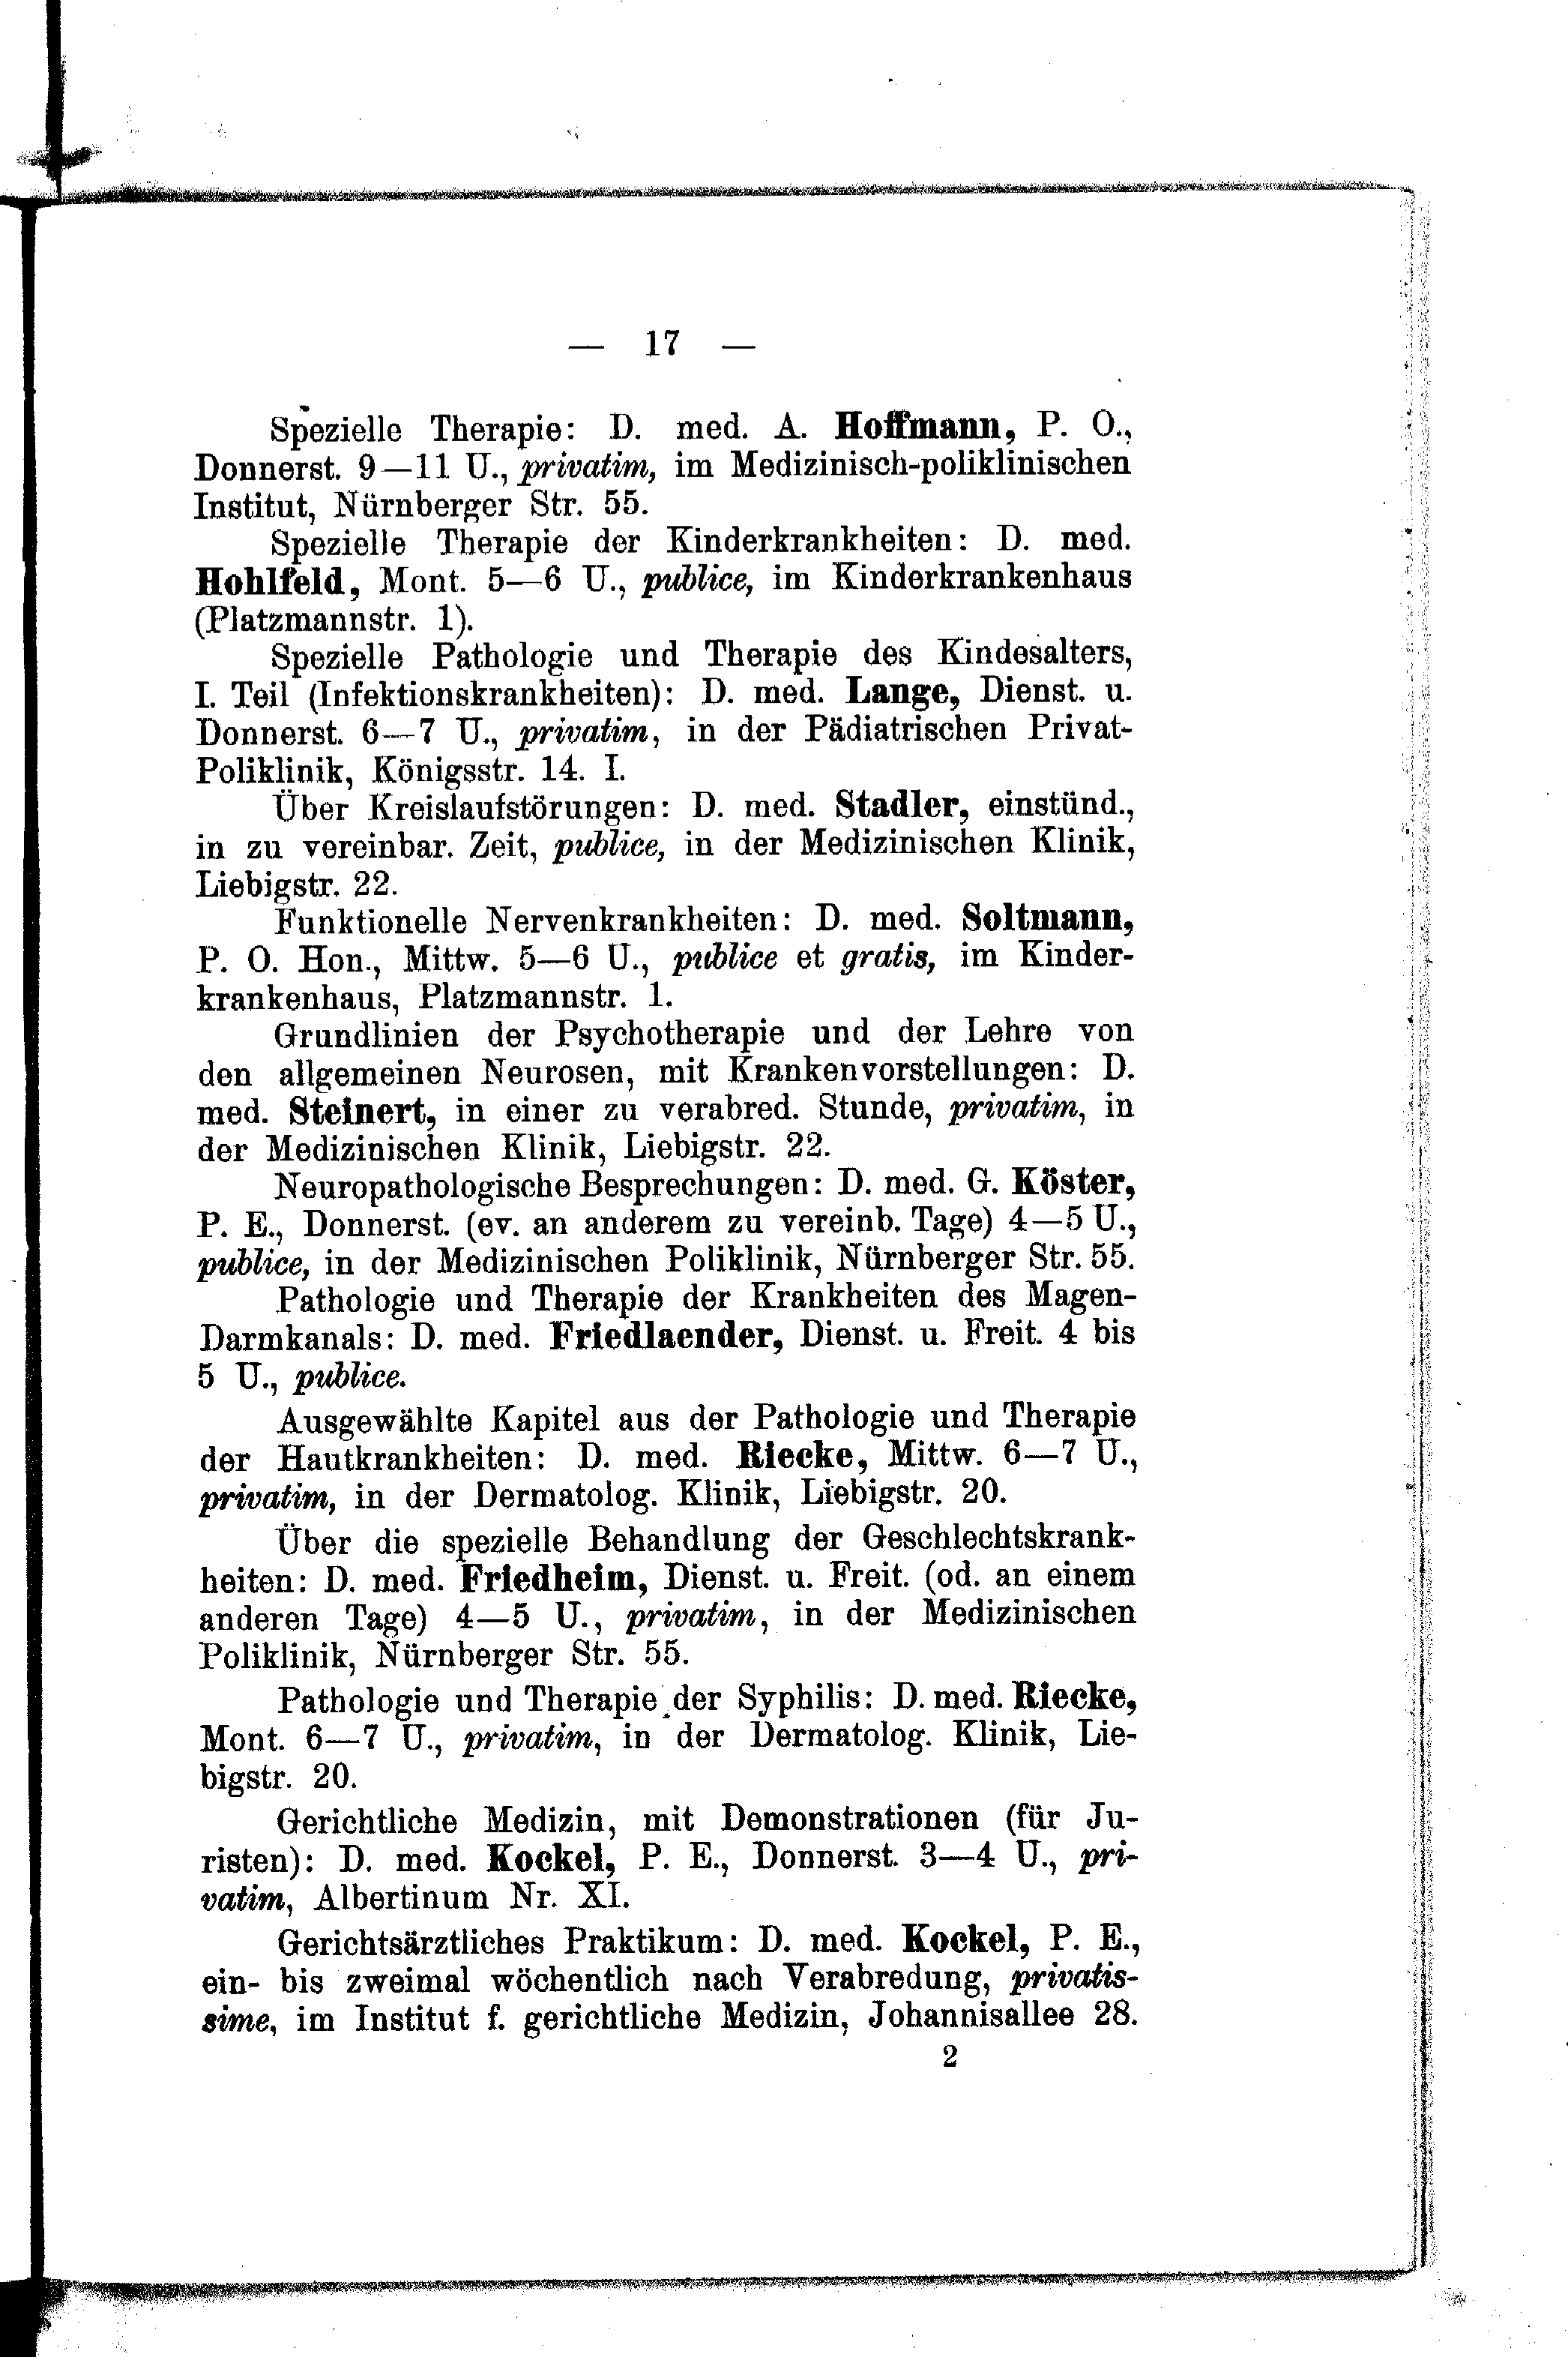 — 17 —
Spezielle Therapie: D. med. A. Hoffmann, P. O.,
Donnerst. 9—11 U., privatim, im Medizinisch-poliklinischen
Institut, Nürnberger Str. 55.
Spezielle Therapie der Kinderkrankheiten: D. med.
Hohlfeld, Mont. 5—6 U., publice, im Kinderkrankenhaus
(Platzmannstr. 1).
Spezielle Pathologie und Therapie des Kindesalters,
I. Teil (Infektionskrankheiten): D. med. Lange, Dienst. u.
Donnerst. 6—7 U., privatim, in der Pädiatrischen Privat-
Poliklinik, Königsstr. 14. I.
Über Kreislaufstörungen: D. med. Stadler, einstünd.,
in zu vereinbar. Zeit, publice, in der Medizinischen Klinik,
Liebigstr. 22.
Funktionelle Nervenkrankheiten: D. med. Soltmann,
P. O. Hon., Mittw. 5—6 U., publice et gratis, im Kinder-
krankenhaus, Platzmannstr. 1.
Grundlinien der Psychotherapie und der Lehre von
den allgemeinen Neurosen, mit Krankenvorstellungen: D.
med. Steinert, in einer zu verabred. Stunde, privatim, in
der Medizinischen Klinik, Liebigstr. 22.
Neuropathologische Besprechungen: D. med. G. Köster,
P. E., Donnerst. (ev. an anderem zu vereinb. Tage) 4—5 U.,
publice, in der Medizinischen Poliklinik, Nürnberger Str. 55.
Pathologie und Therapie der Krankheiten des Magen-
Darmkanals: D. med. Friedlaender, Dienst. u. Freit. 4 bis
5 U., publice.
Ausgewählte Kapitel aus der Pathologie und Therapie
der Hautkrankheiten: D. med. Riecke, Mittw. 6—7 U.,
privatim, in der Dermatolog. Klinik, Liebigstr. 20.
Über die spezielle Behandlung der Geschlechtskrank-
heiten: D. med. Friedheim, Dienst. u. Freit. (od. an einem
anderen Tage) 4—5 U., privatim, in der Medizinischen
Poliklinik, Nürnberger Str. 55.
Pathologie und Therapie der Syphilis: D. med. Riecke,
Mont. 6—7 U., privatim, in der Dermatolog. Klinik, Lie-
bigstr. 20.
Gerichtliche Medizin, mit Demonstrationen (für Ju-
risten): D. med. Kockel, P. E., Donnerst. 3—4 U., pri-
vatim, Albertinum Nr. XI.
Gerichtsärztliches Praktikum: D. med. Kockel, P. E.,
ein- bis zweimal wöchentlich nach Verabredung, privatis-
sime, im Institut f. gerichtliche Medizin, Johannisallee 28.
2